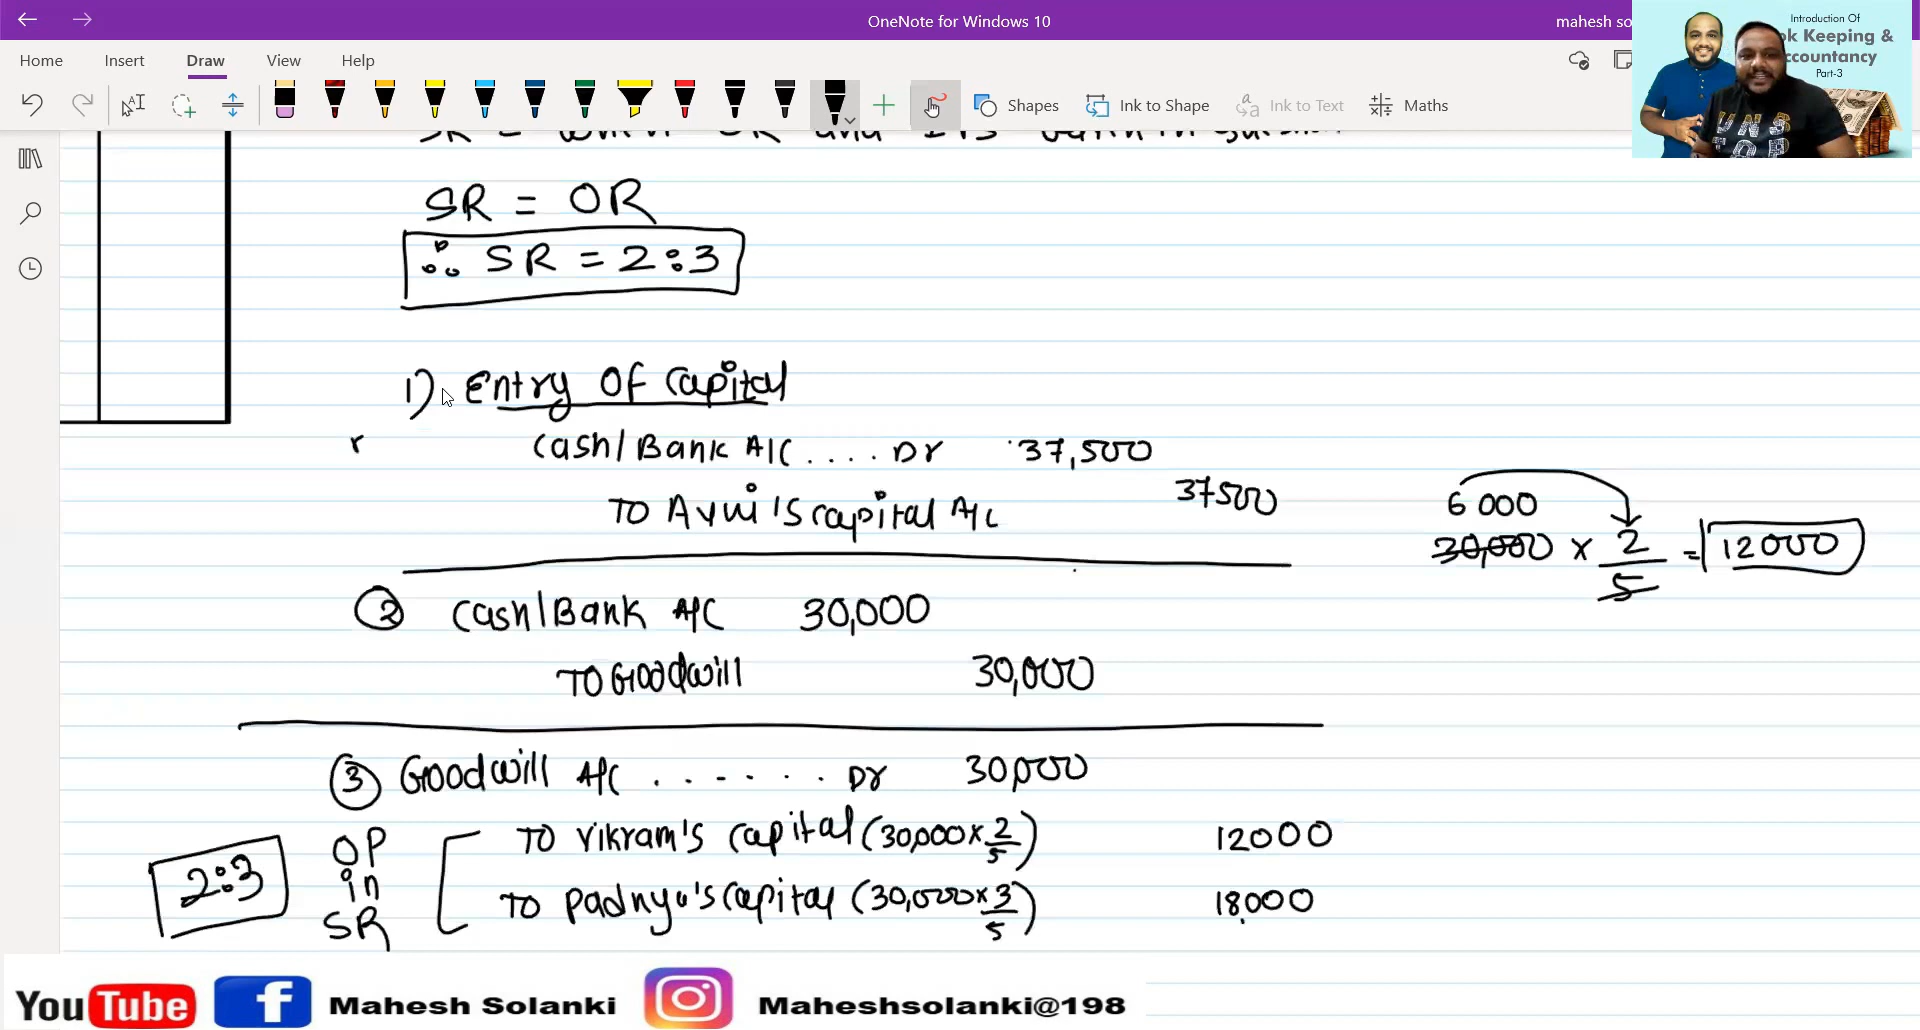 OneNote for Windows 10
mahesh so
Home Insert Draw View Help
Shapes Ink to Shape Ink to Text Maths
Introduction Of
ok Keeping &
ccountancy
Part-3
SR = OR
∴ SR = 2:3
1) Entry Of Capital
r Cash/Bank A/C .... Dr 37,500
To Avni's capital A/C 37500
6000
30,000 × 2/5 = 12000
② Cash/Bank A/C 30,000
To Goodwill 30,000
③ Goodwill A/C ....... Dr 30,000
2:3
OP
in
SR
To Vikram's Capital (30,000 × 2/5) 12000
To Padnya's Capital (30,000 × 3/5) 18,000
YouTube Mahesh Solanki Maheshsolanki@198